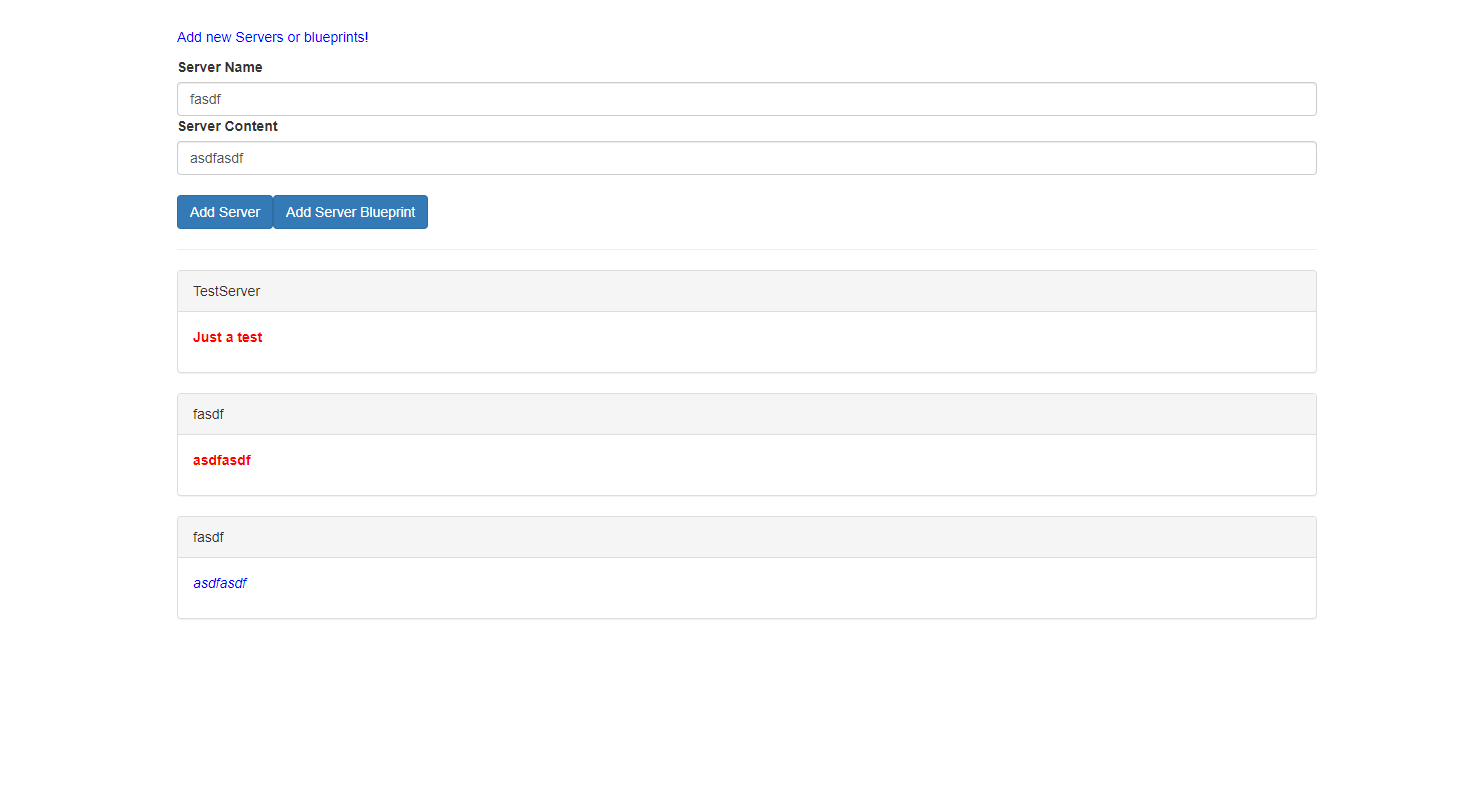 Add new Servers or blueprints!
Server Name
fasdf
Server Content
asdfasdf
Add Server Add Server Blueprint
TestServer
Just a test
fasdf
asdfasdf
fasdf
asdfasdf